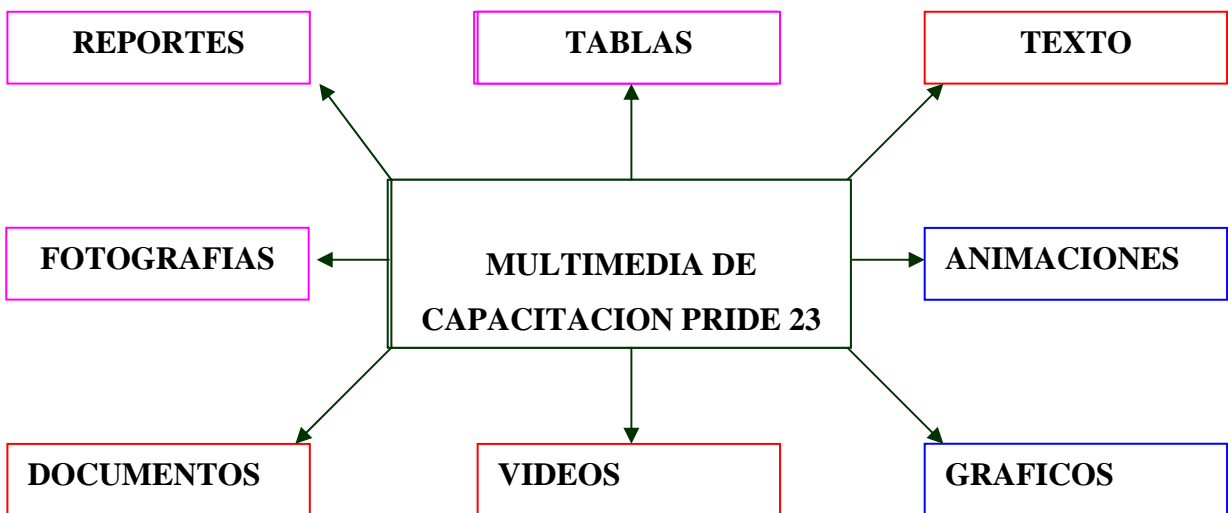 REPORTES
TABLAS
TEXTO
FOTOGRAFIAS
MULTIMEDIA DE
CAPACITACION PRIDE 23
ANIMACIONES
DOCUMENTOS
VIDEOS
GRAFICOS